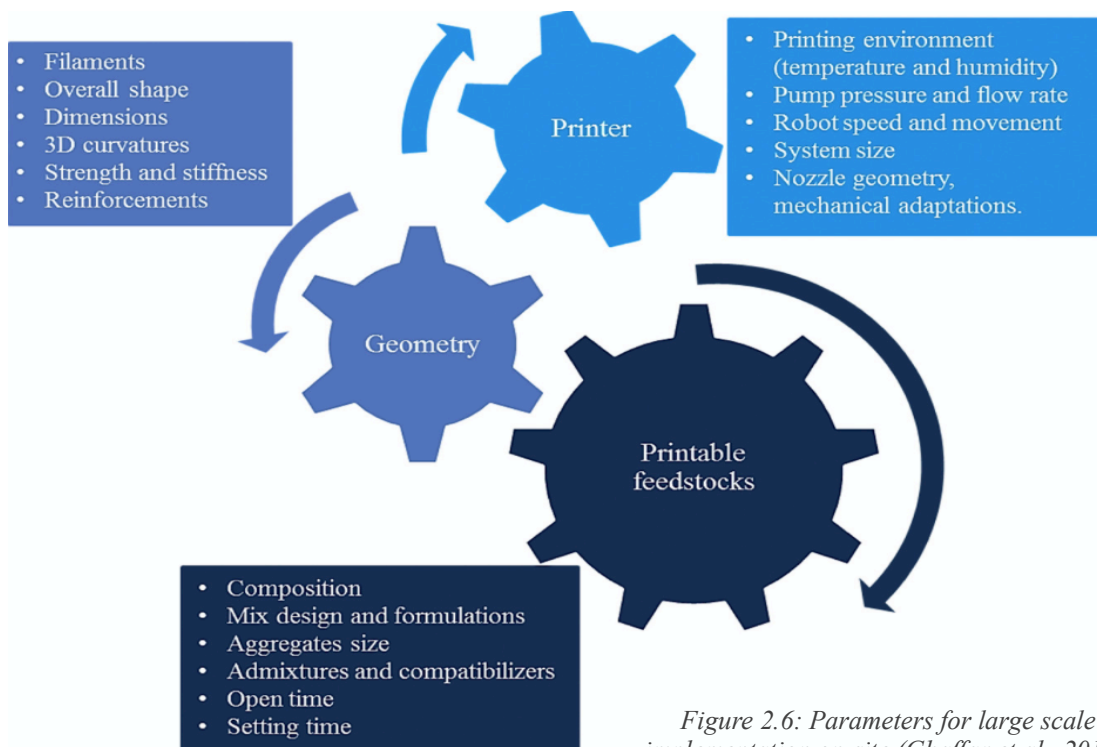 • Filaments
• Overall shape
• Dimensions
• 3D curvatures
• Strength and stiffness
• Reinforcements
Printer
• Printing environment
(temperature and humidity)
• Pump pressure and flow rate
• Robot speed and movement
• System size
• Nozzle geometry,
mechanical adaptations.
Geometry
Printable
feedstocks
• Composition
• Mix design and formulations
• Aggregates size
• Admixtures and compatibilizers
• Open time
• Setting time
Figure 2.6: Parameters for large scale